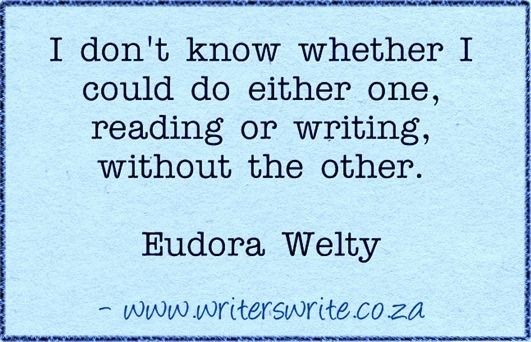 I don't know whether I
could do either one,
reading or writing,
without the other.
Eudora Welty
- www.writerswrite.co.za